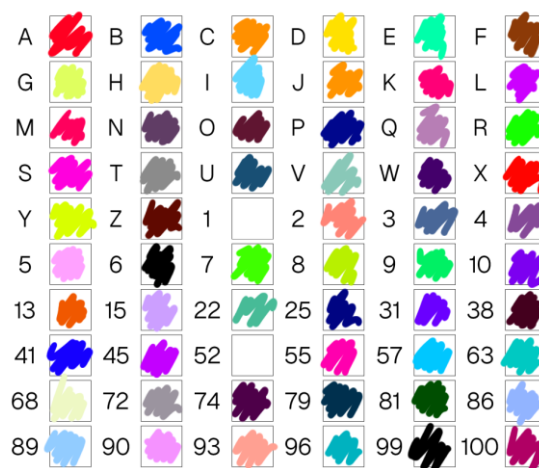 A B C D E F
G H I J K L
M N O P Q R
S T U V W X
Y Z 1 2 3 4
5 6 7 8 9 10
13 15 22 25 31 38
41 45 52 55 57 63
68 72 74 79 81 86
89 90 93 96 99 100